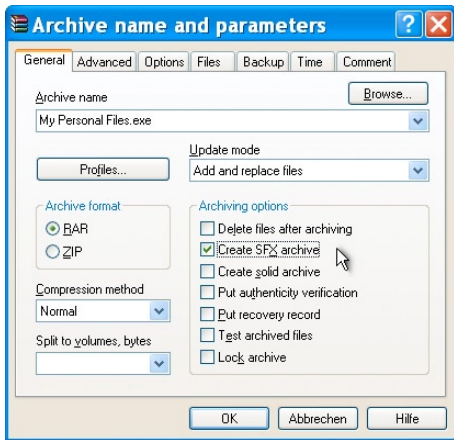 Archive name and parameters
General Advanced Options Files Backup Time Comment
Archive name
Browse...
My Personal Files.exe
Profiles...
Update mode
Add and replace files
Archive format
BAR
ZIP
Compression method
Normal
Split to volumes, bytes
Archiving options
Delete files after archiving
Create SFX archive
Create solid archive
Put authenticity verification
Put recovery record
Test archived files
Lock archive
OK Abbrechen Hilfe